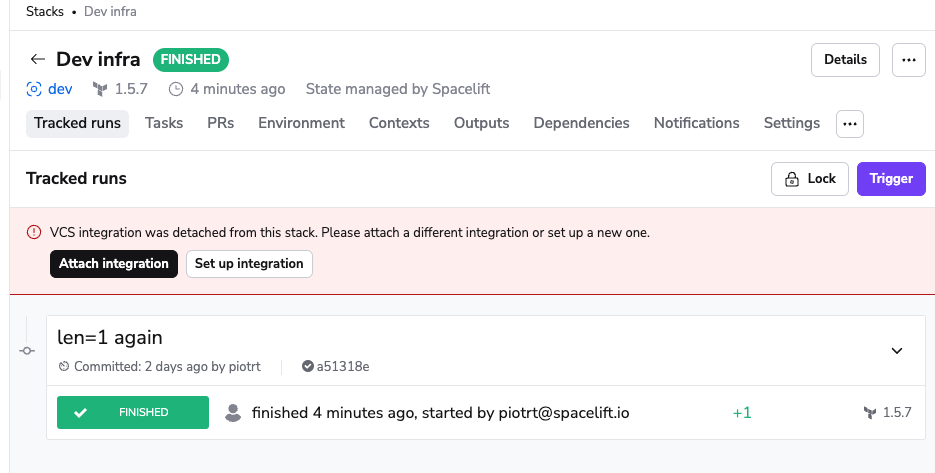 Stacks • Dev infra
← Dev infra FINISHED Details ...
dev 1.5.7 4 minutes ago State managed by Spacelift
Tracked runs Tasks PRs Environment Contexts Outputs Dependencies Notifications Settings ...
Tracked runs Lock Trigger
VCS integration was detached from this stack. Please attach a different integration or set up a new one.
Attach integration Set up integration
len=1 again
Committed: 2 days ago by piotrt a51318e
FINISHED finished 4 minutes ago, started by piotrt@spacelift.io +1 1.5.7